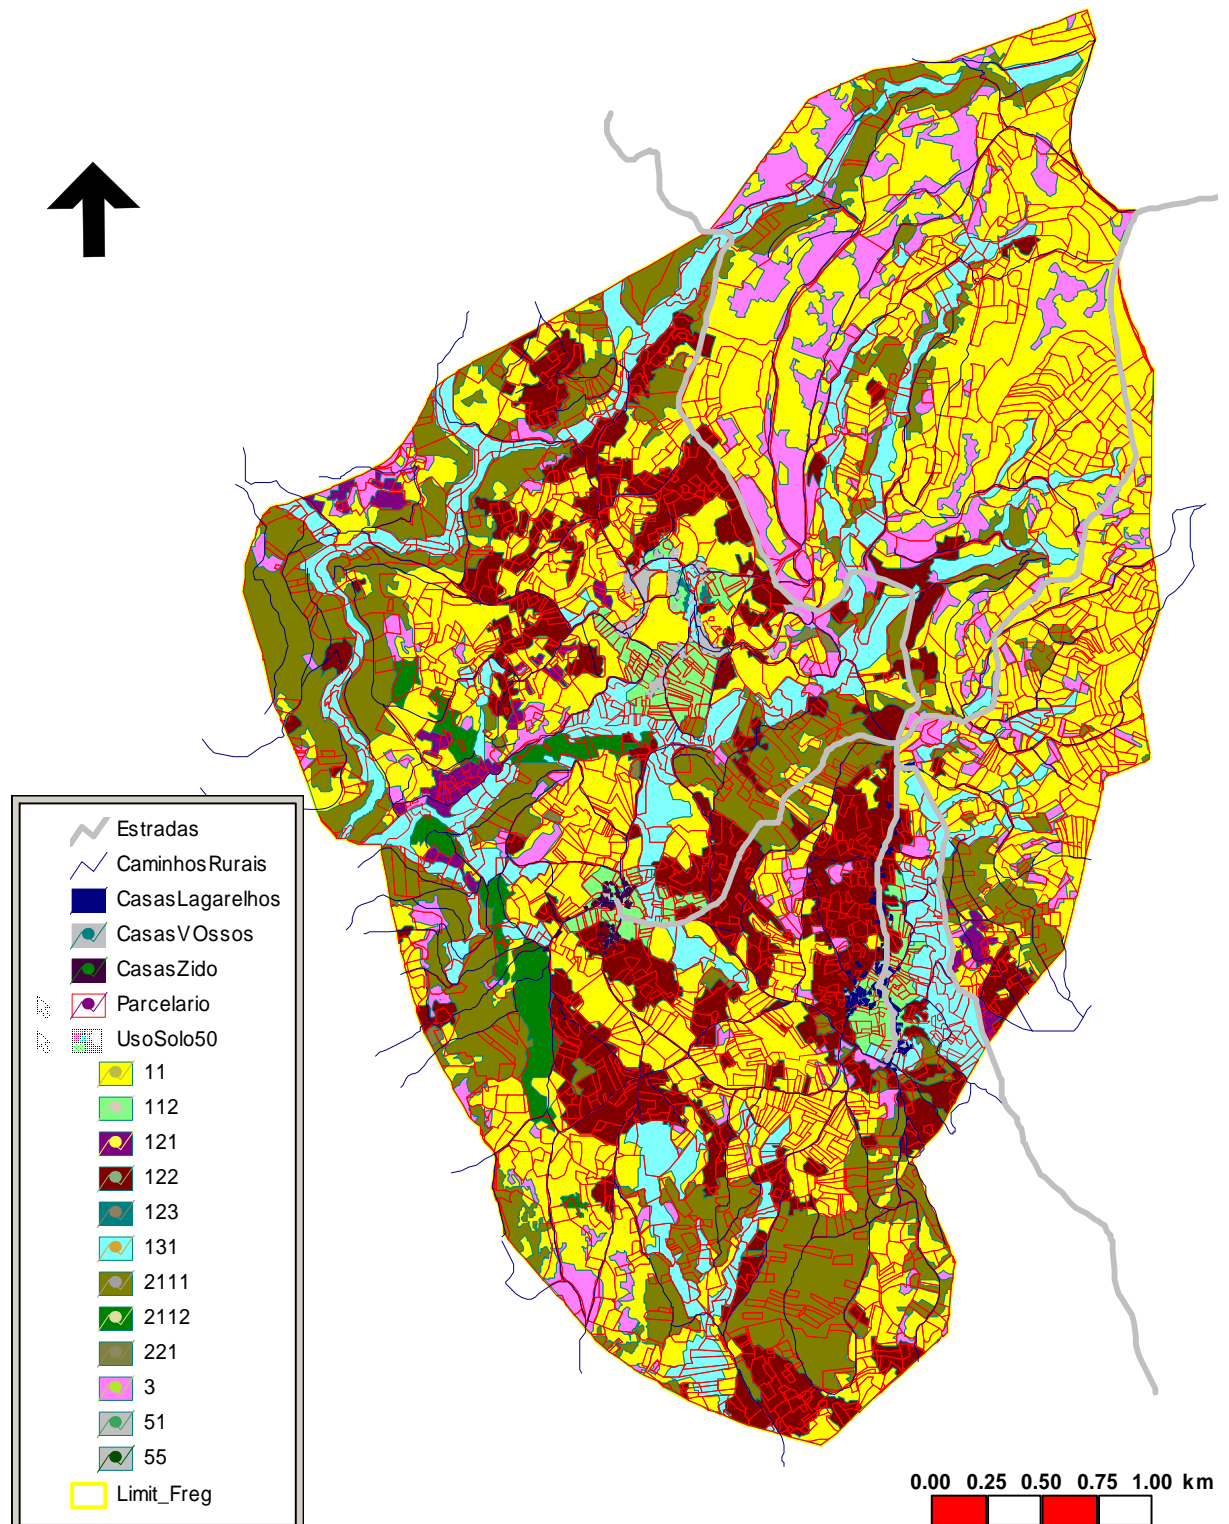 Estradas
CaminhosRurais
CasasLagarelhos
CasasVOssos
CasasZido
Parcelario
UsoSolo50
11
112
121
122
123
131
2111
2112
221
3
51
55
Limit_Freg
0.00 0.25 0.50 0.75 1.00 km